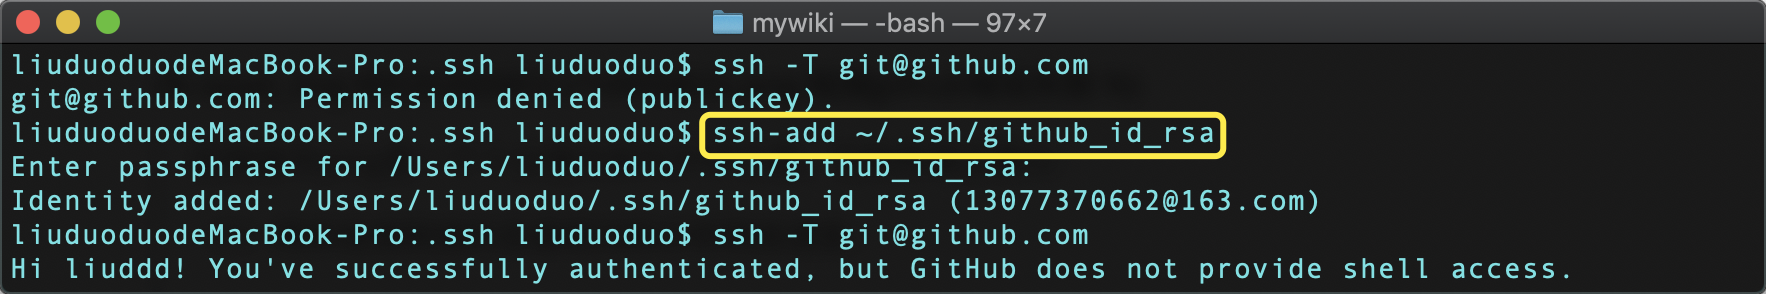 mywiki — -bash — 97×7
liuduoduodeMacBook-Pro:.ssh liuduoduo$ ssh -T git@github.com
git@github.com: Permission denied (publickey).
liuduoduodeMacBook-Pro:.ssh liuduoduo$ ssh-add ~/.ssh/github_id_rsa
Enter passphrase for /Users/liuduoduo/.ssh/github_id_rsa:
Identity added: /Users/liuduoduo/.ssh/github_id_rsa (13077370662@163.com)
liuduoduodeMacBook-Pro:.ssh liuduoduo$ ssh -T git@github.com
Hi liuddd! You've successfully authenticated, but GitHub does not provide shell access.